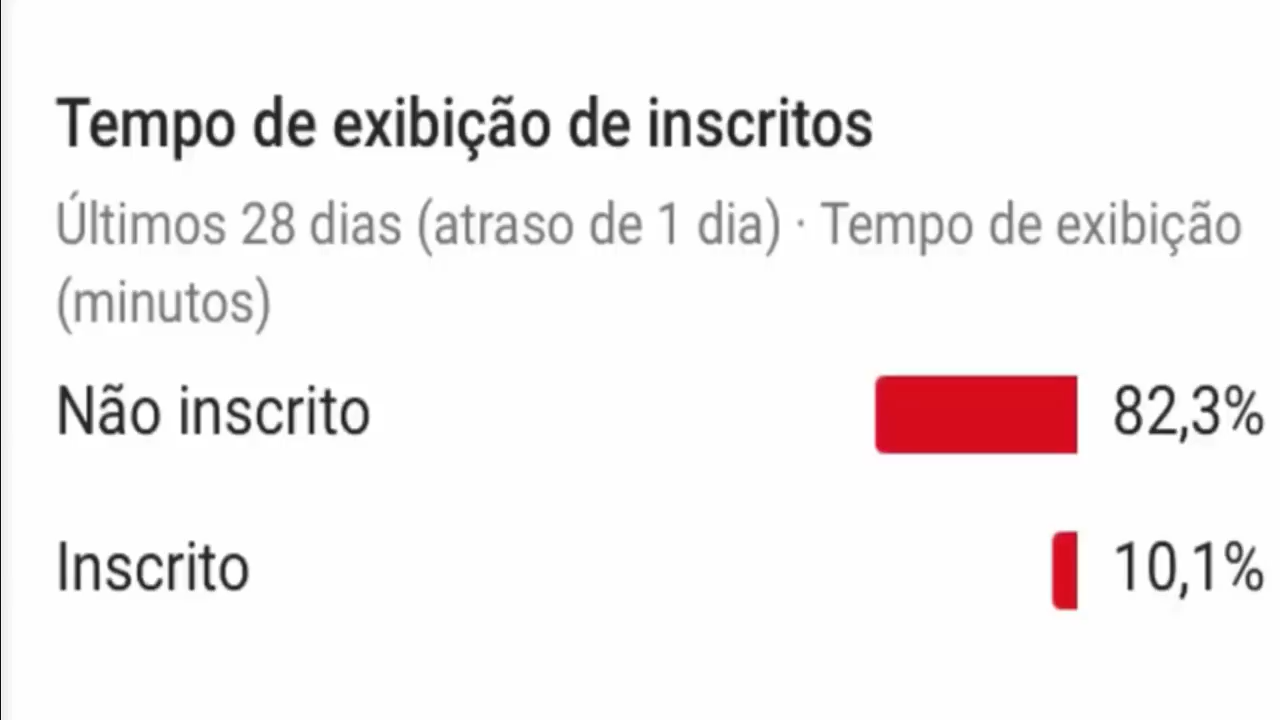 Tempo de exibição de inscritos
Últimos 28 dias (atraso de 1 dia) · Tempo de exibição
(minutos)
Não inscrito 82,3%
Inscrito 10,1%